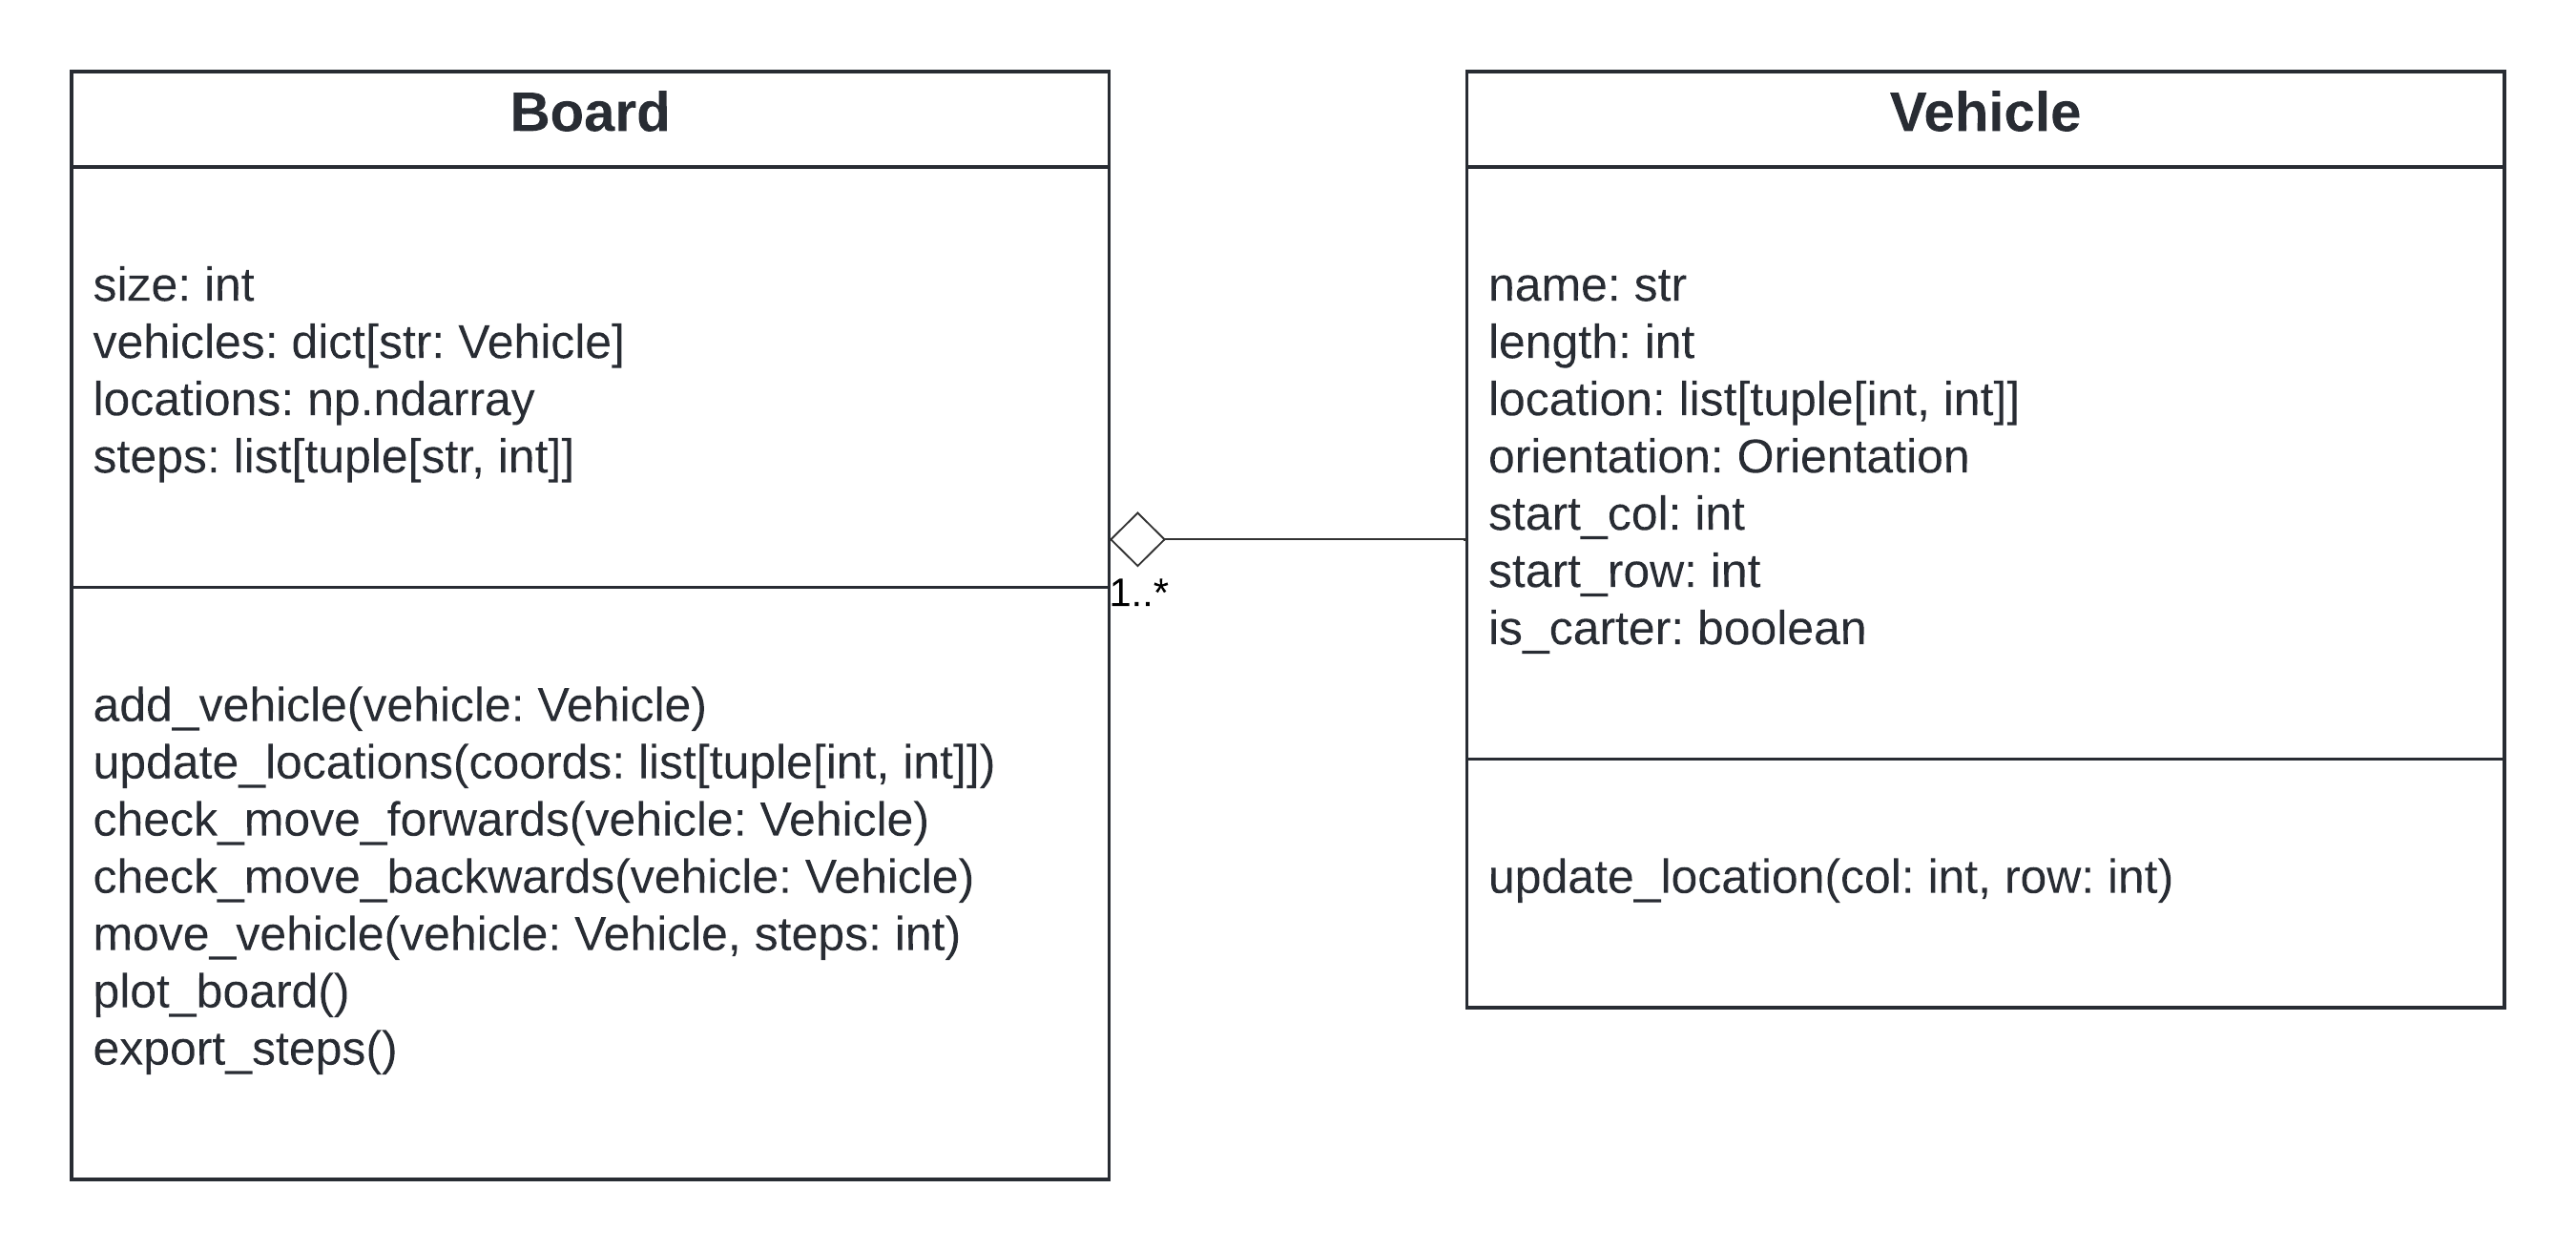 Board
size: int
vehicles: dict[str: Vehicle]
locations: np.ndarray
steps: list[tuple[str, int]]
add_vehicle(vehicle: Vehicle)
update_locations(coords: list[tuple[int, int]])
check_move_forwards(vehicle: Vehicle)
check_move_backwards(vehicle: Vehicle)
move_vehicle(vehicle: Vehicle, steps: int)
plot_board()
export_steps()
1..*
Vehicle
name: str
length: int
location: list[tuple[int, int]]
orientation: Orientation
start_col: int
start_row: int
is_carter: boolean
update_location(col: int, row: int)